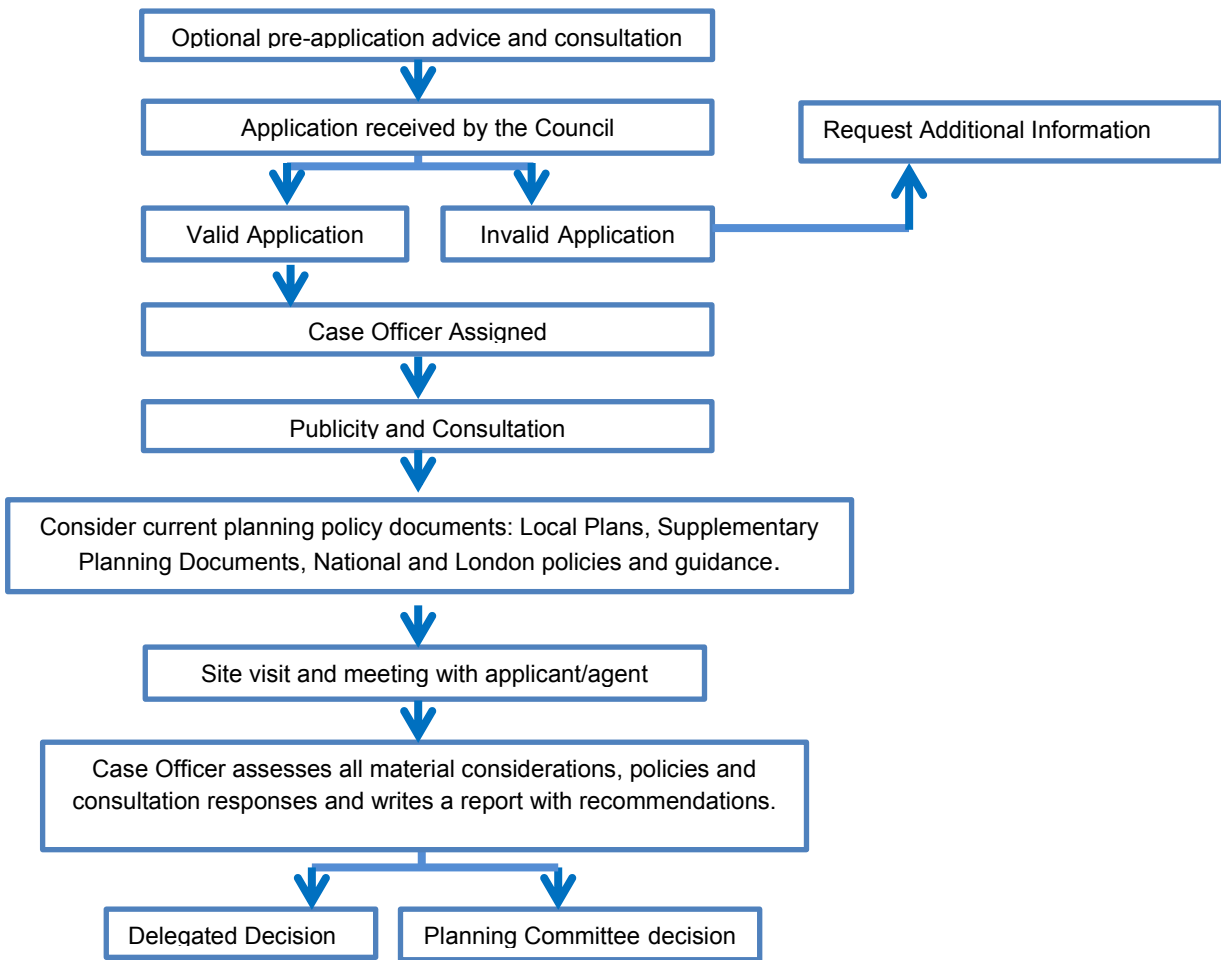 Optional pre-application advice and consultation
Application received by the Council
Request Additional Information
Valid Application
Invalid Application
Case Officer Assigned
Publicity and Consultation
Consider current planning policy documents: Local Plans, Supplementary
Planning Documents, National and London policies and guidance.
Site visit and meeting with applicant/agent
Case Officer assesses all material considerations, policies and
consultation responses and writes a report with recommendations.
Delegated Decision
Planning Committee decision